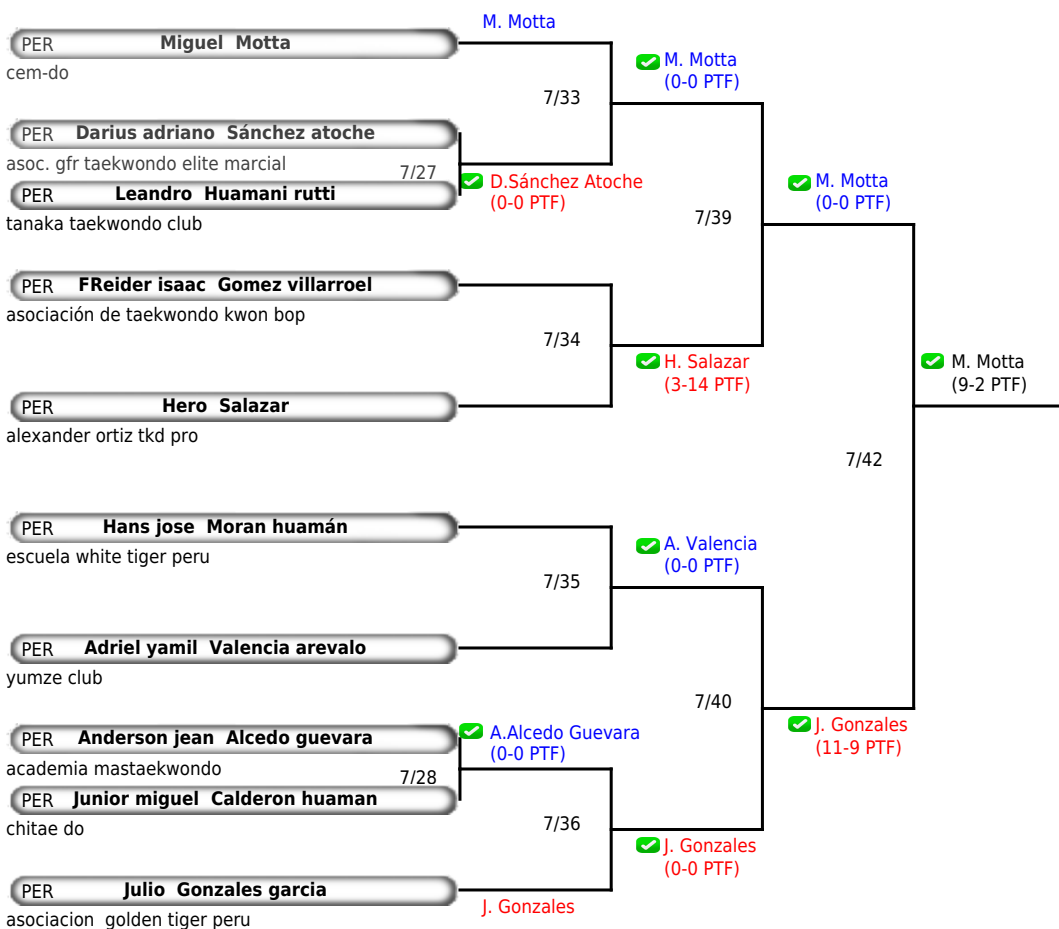 M. Motta
PER Miguel Motta
cem-do
M. Motta
(0-0 PTF)
7/33
PER Darius adriano Sánchez atoche
asoc. gfr taekwondo elite marcial
7/27
PER Leandro Huamani rutti
tanaka taekwondo club
D.Sánchez Atoche
(0-0 PTF)
M. Motta
(0-0 PTF)
7/39
PER FReider isaac Gomez villarroel
asociación de taekwondo kwon bop
7/34
H. Salazar
(3-14 PTF)
M. Motta
(9-2 PTF)
PER Hero Salazar
alexander ortiz tkd pro
7/42
PER Hans jose Moran huamán
escuela white tiger peru
A. Valencia
(0-0 PTF)
7/35
PER Adriel yamil Valencia arevalo
yumze club
7/40
PER Anderson jean Alcedo guevara
academia mastaekwondo
A.Alcedo Guevara
(0-0 PTF)
J. Gonzales
(11-9 PTF)
7/28
PER Junior miguel Calderon huaman
chitae do
7/36
J. Gonzales
(0-0 PTF)
PER Julio Gonzales garcia
asociacion golden tiger peru
J. Gonzales